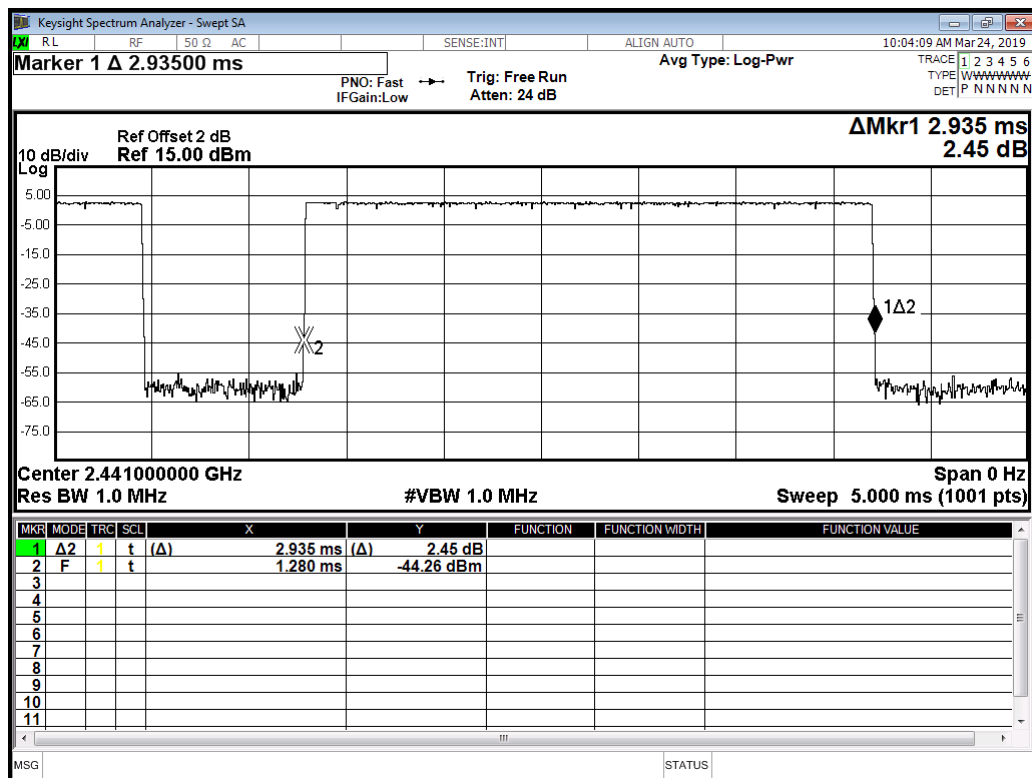 Keysight Spectrum Analyzer - Swept SA
LXI RL RF 50 Ω AC SENSE:INT ALIGN AUTO 10:04:09 AM Mar 24, 2019
Marker 1 Δ 2.93500 ms
PNO: Fast
IFGain:Low
Trig: Free Run
Atten: 24 dB
Avg Type: Log-Pwr
TRACE 1 2 3 4 5 6
TYPE WWWWWW
DET P N N N N N
ΔMkr1 2.935 ms
2.45 dB
Ref Offset 2 dB
10 dB/div Ref 15.00 dBm
Log
5.00
-5.00
-15.0
-25.0
-35.0
1Δ2
-45.0
2
-55.0
-65.0
-75.0
Center 2.441000000 GHz Span 0 Hz
Res BW 1.0 MHz #VBW 1.0 MHz Sweep 5.000 ms (1001 pts)
MKR MODE TRC SCL X Y FUNCTION FUNCTION WIDTH FUNCTION VALUE
1 Δ2 1 t (Δ) 2.935 ms (Δ) 2.45 dB
2 F 1 t 1.280 ms -44.26 dBm
3
4
5
6
7
8
9
10
11
MSG STATUS